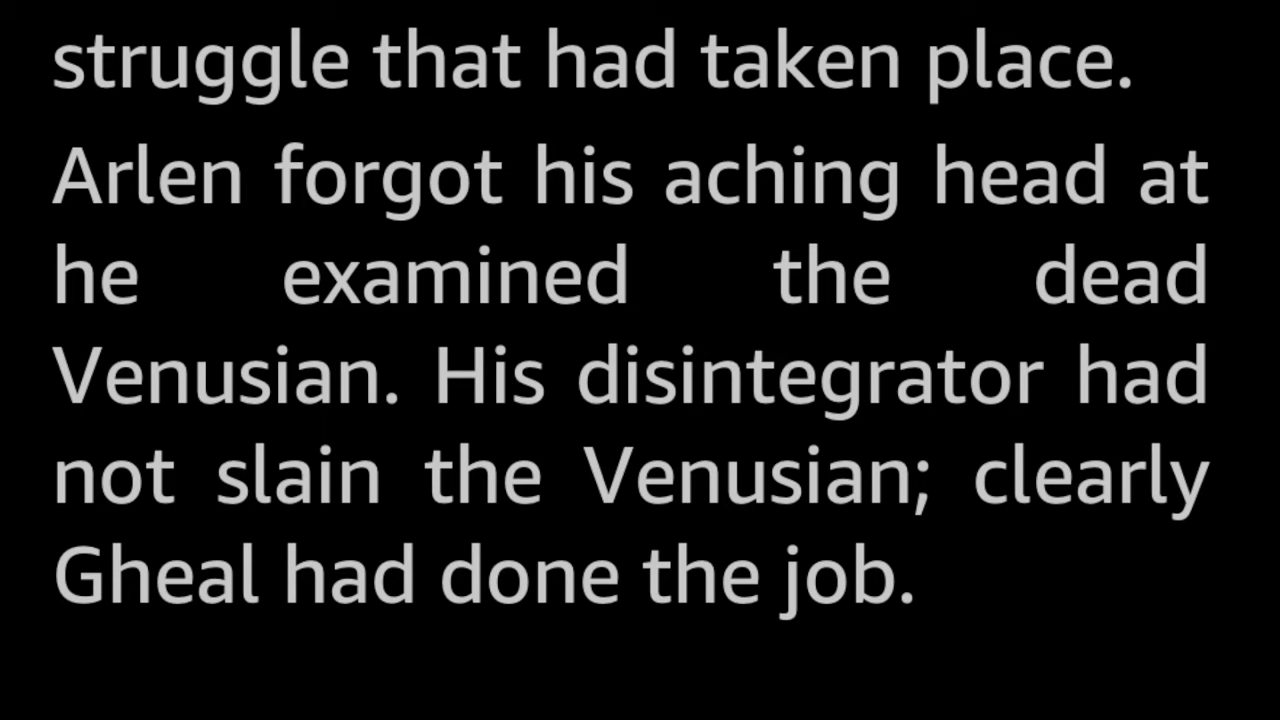 struggle that had taken place.
Arlen forgot his aching head at
he examined the dead
Venusian. His disintegrator had
not slain the Venusian; clearly
Gheal had done the job.